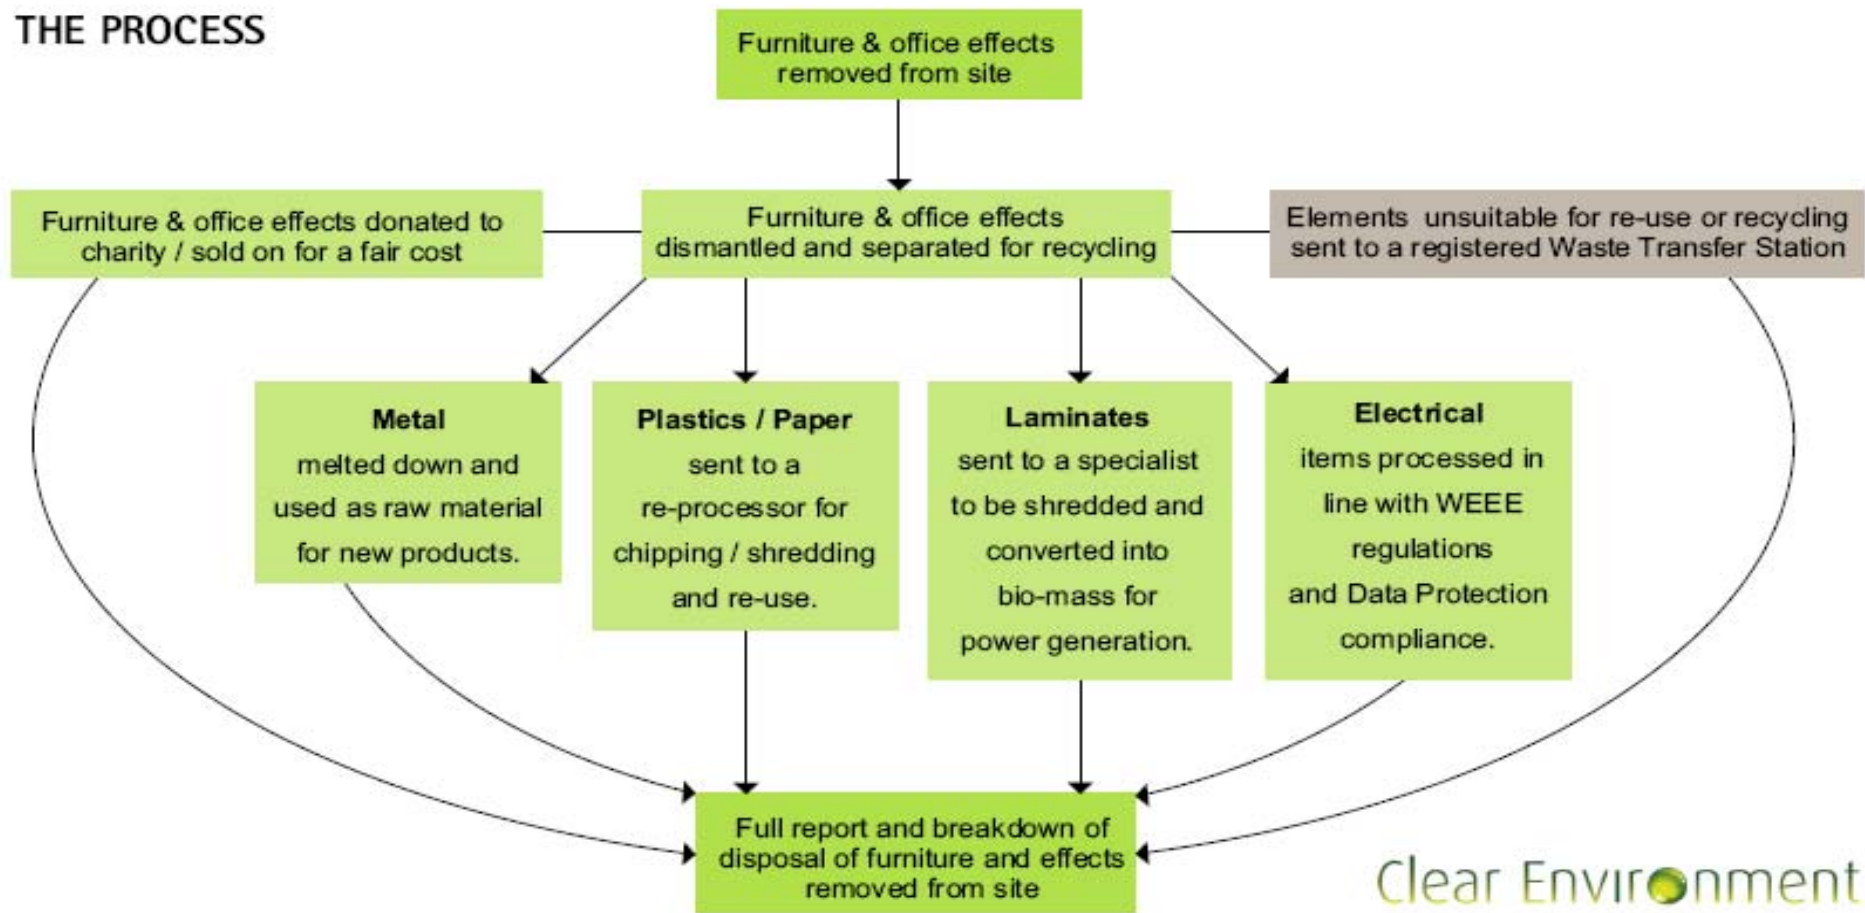 THE PROCESS
Furniture & office effects
removed from site
Furniture & office effects donated to
charity / sold on for a fair cost
Furniture & office effects
dismantled and separated for recycling
Elements unsuitable for re-use or recycling
sent to a registered Waste Transfer Station
Metal
melted down and
used as raw material
for new products.
Plastics / Paper
sent to a
re-processor for
chipping / shredding
and re-use.
Laminates
sent to a specialist
to be shredded and
converted into
bio-mass for
power generation.
Electrical
items processed in
line with WEEE
regulations
and Data Protection
compliance.
Full report and breakdown of
disposal of furniture and effects
removed from site
Clear Environment